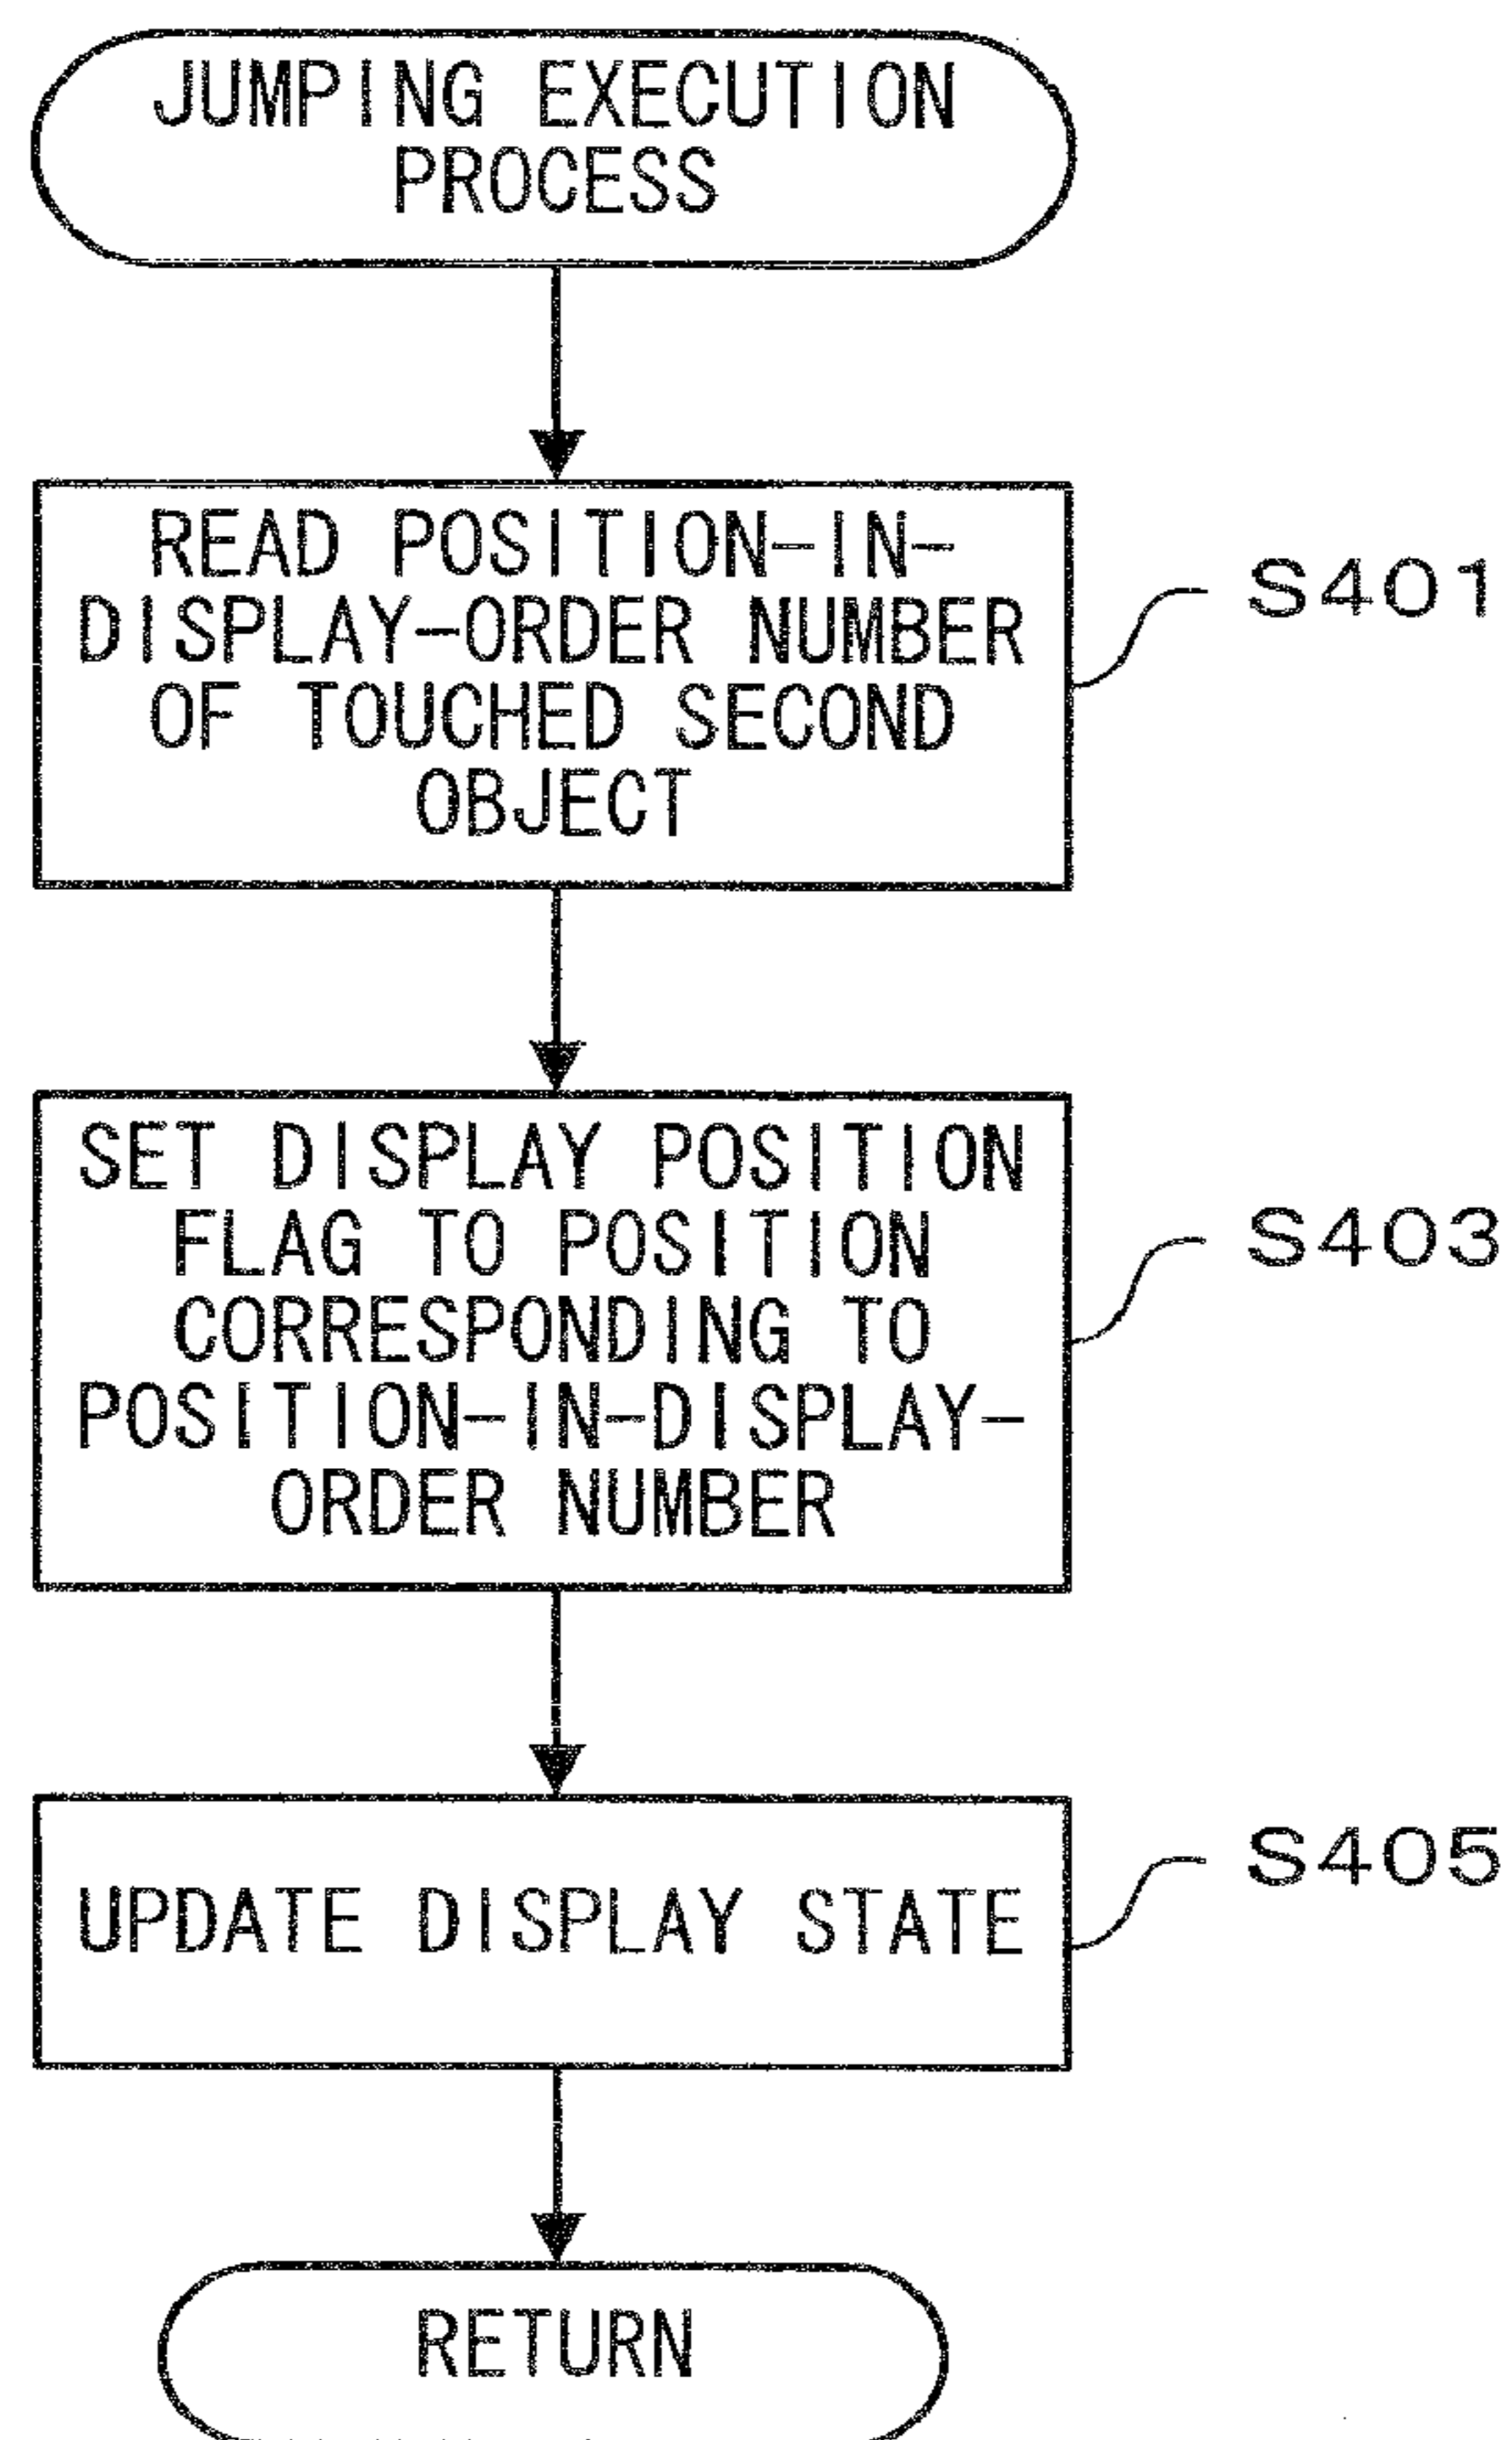 JUMPING EXECUTION
PROCESS
READ POSITION-IN-
DISPLAY-ORDER NUMBER
OF TOUCHED SECOND
OBJECT
S401
SET DISPLAY POSITION
FLAG TO POSITION
CORRESPONDING TO
POSITION-IN-DISPLAY-
ORDER NUMBER
S403
UPDATE DISPLAY STATE
S405
RETURN